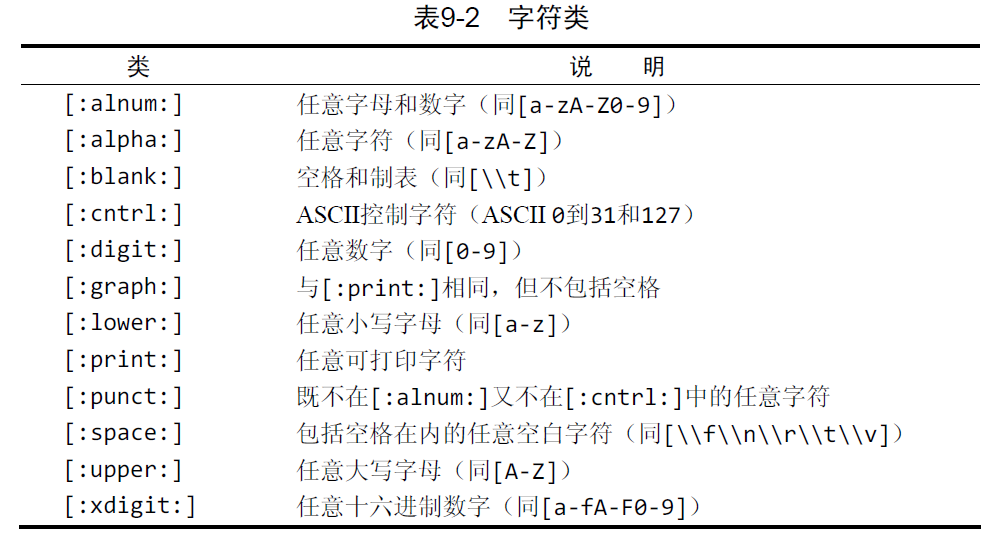 表9-2 字符类
类 说 明
[:alnum:] 任意字母和数字（同[a-zA-Z0-9]）
[:alpha:] 任意字符（同[a-zA-Z]）
[:blank:] 空格和制表（同[\\t]）
[:cntrl:] ASCII控制字符（ASCII 0到31和127）
[:digit:] 任意数字（同[0-9]）
[:graph:] 与[:print:]相同，但不包括空格
[:lower:] 任意小写字母（同[a-z]）
[:print:] 任意可打印字符
[:punct:] 既不在[:alnum:]又不在[:cntrl:]中的任意字符
[:space:] 包括空格在内的任意空白字符（同[\\f\\n\\r\\t\\v]）
[:upper:] 任意大写字母（同[A-Z]）
[:xdigit:] 任意十六进制数字（同[a-fA-F0-9]）